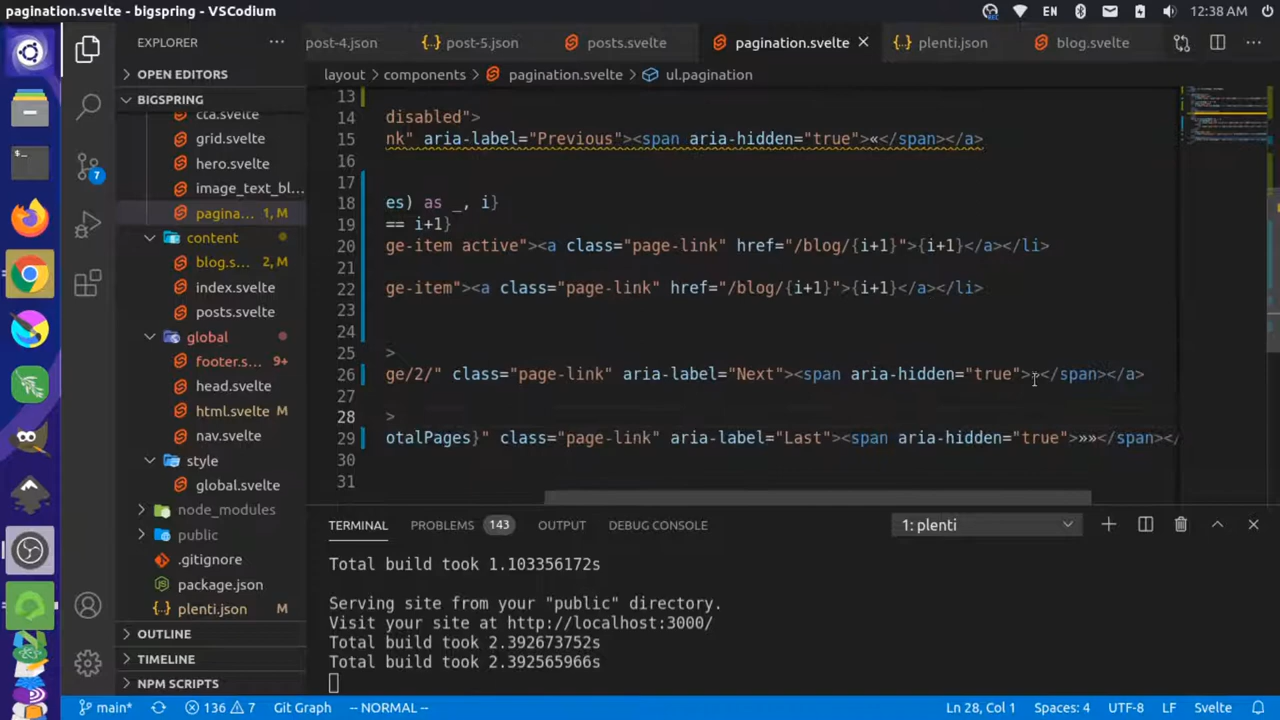 pagination.svelte - bigspring - VSCodium
EN
12:38 AM
EXPLORER
post-4.json
post-5.json
posts.svelte
pagination.svelte
plenti.json
blog.svelte
OPEN EDITORS
layout > components > pagination.svelte > ul.pagination
BIGSPRING
cta.svelte
grid.svelte
hero.svelte
image_text_bl...
pagina... 1, M
content
blog.s... 2, M
index.svelte
posts.svelte
global
footer.s... 9+
head.svelte
html.svelte M
nav.svelte
style
global.svelte
node_modules
public
.gitignore
package.json
plenti.json M
OUTLINE
TIMELINE
NPM SCRIPTS
7
13
14 disabled">
15 nk" aria-label="Previous"><span aria-hidden="true">«</span></a>
16
17
18 es) as _, i}
19 == i+1}
20 ge-item active"><a class="page-link" href="/blog/{i+1}">{i+1}</a></li>
21
22 ge-item"><a class="page-link" href="/blog/{i+1}">{i+1}</a></li>
23
24
25 >
26 ge/2/" class="page-link" aria-label="Next"><span aria-hidden="true">»</span></a>
27
28 >
29 otalPages}" class="page-link" aria-label="Last"><span aria-hidden="true">»»</span></
30
31
TERMINAL
PROBLEMS 143
OUTPUT
DEBUG CONSOLE
1: plenti
Total build took 1.103356172s
Serving site from your "public" directory.
Visit your site at http://localhost:3000/
Total build took 2.392673752s
Total build took 2.392565966s
main*
136
7
Git Graph
-- NORMAL --
Ln 28, Col 1
Spaces: 4
UTF-8
LF
Svelte